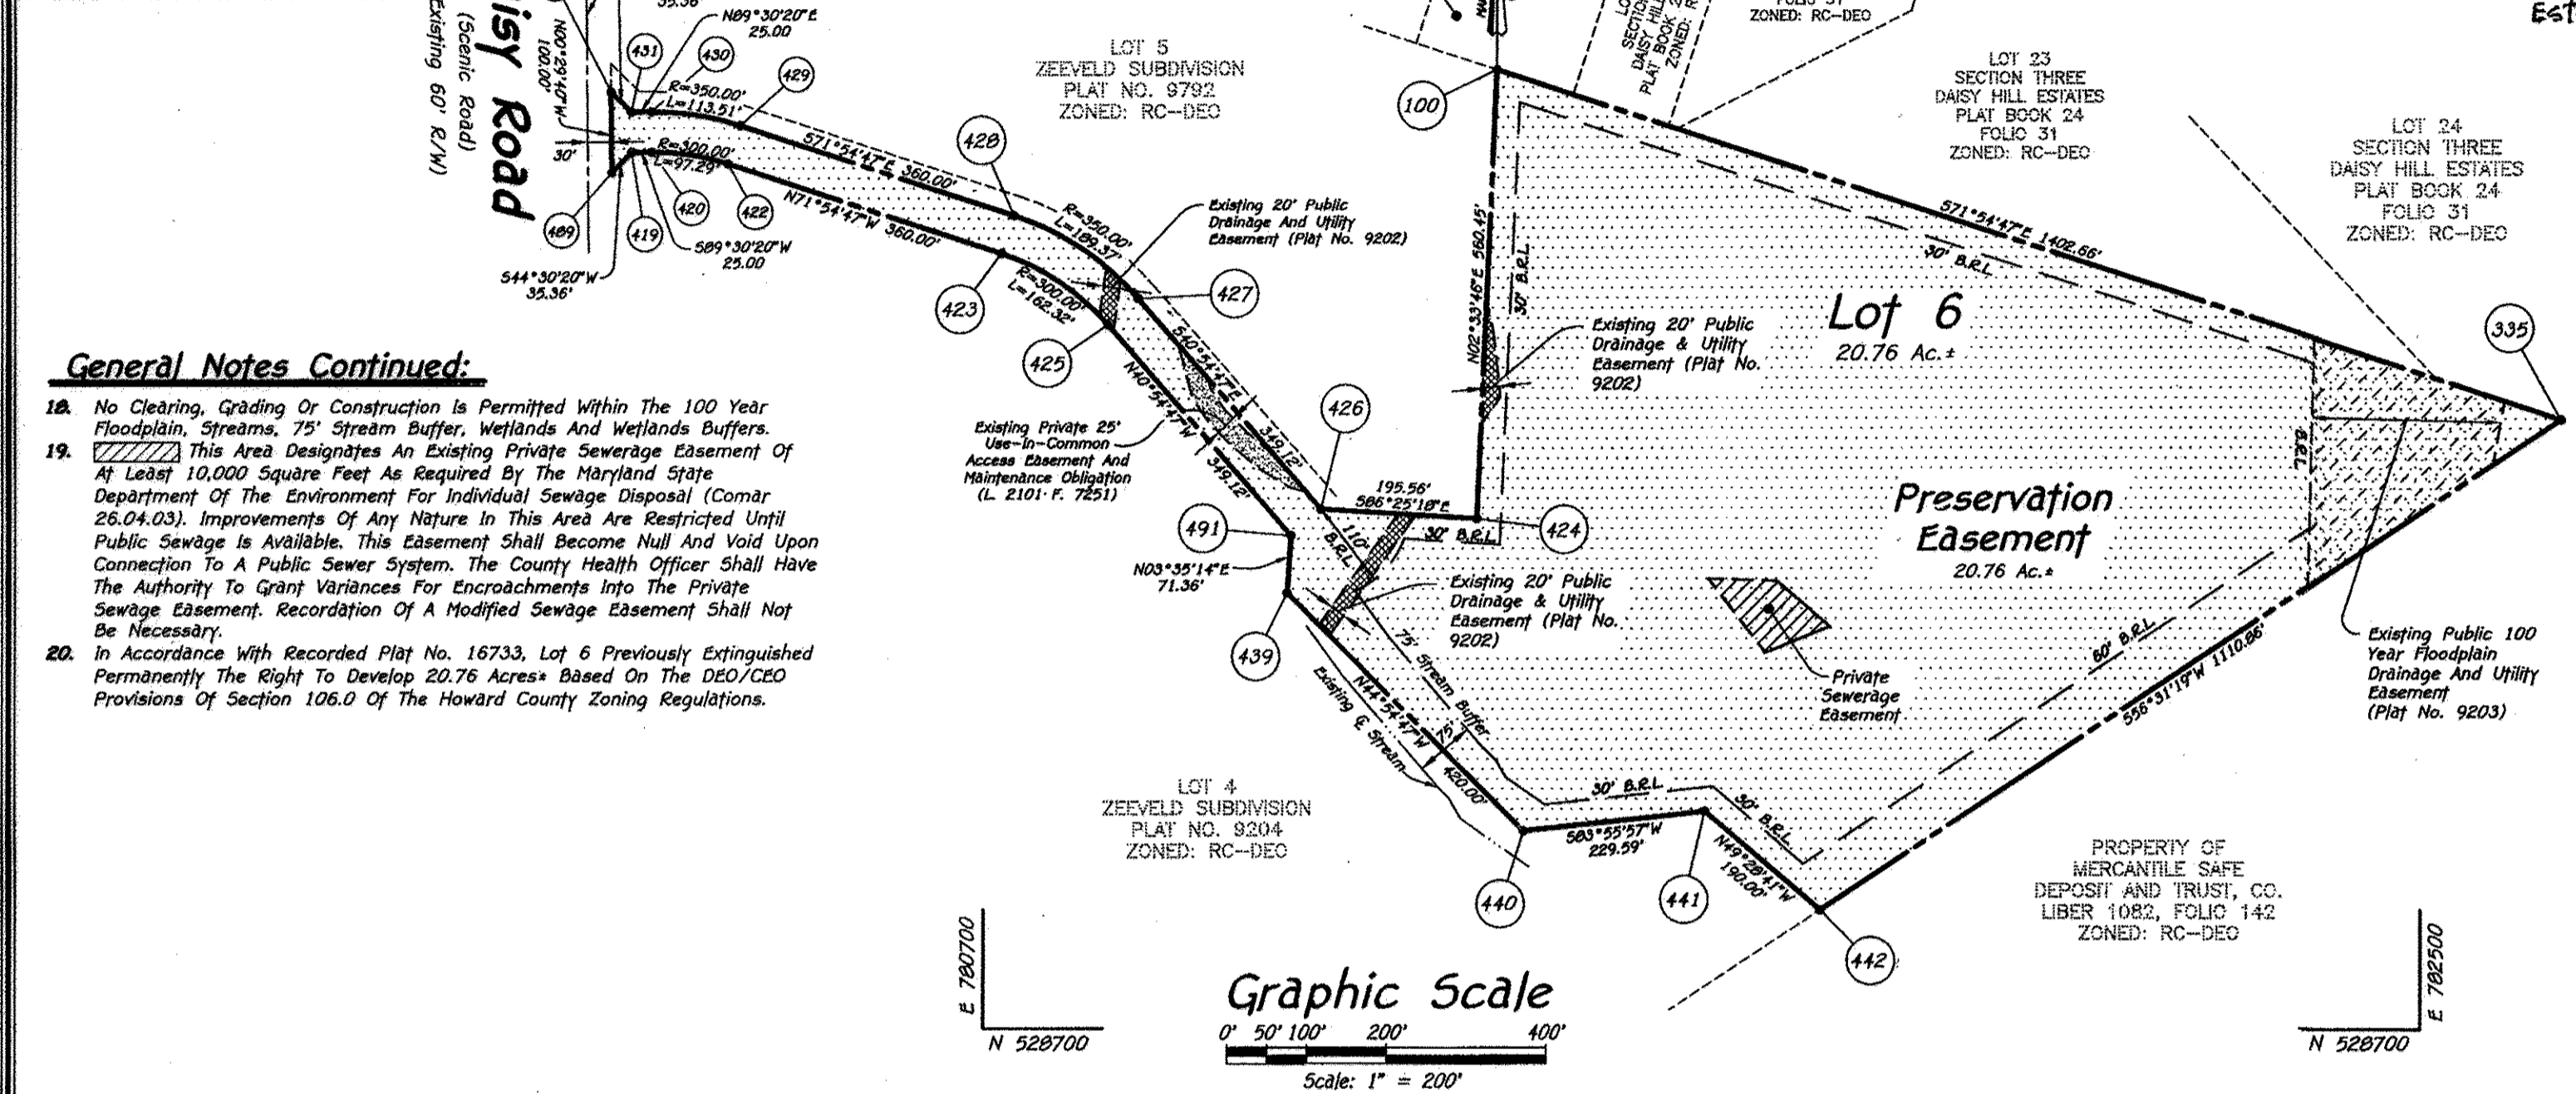 35.36'
N89°30'20"E
25.00
N00°29'40"W
100.00'
30'
isy Road
(Scenic Road)
Existing 60' R/W)
431
430
429
R=350.00'
L=113.51'
R=300.00'
L=97.29'
489
419
420
422
S89°30'20"W
25.00
S44°30'20"W
35.36'
S71°54'47"E 360.00'
N71°54'47"W 360.00'
428
423
LOT 5
ZEEVELD SUBDIVISION
PLAT NO. 9792
ZONED: RC-DEO
R=350.00'
L=189.37'
R=300.00'
L=162.32'
Existing 20' Public
Drainage And Utility
Easement (Plat No. 9202)
427
425
S40°54'47"E
349.12'
N40°54'47"W
349.12'
Existing Private 25'
Use-In-Common
Access Easement And
Maintenance Obligation
(L. 2101 F. 7251)
426
195.56'
S86°25'18"E
30' B.R.L.
424
110'
B.R.L.
491
N03°35'14"E
71.36'
439
100
N02°33'46"E 560.45'
30' B.R.L.
Existing 20' Public
Drainage & Utility
Easement (Plat No.
9202)
Existing 20' Public
Drainage & Utility
Easement (Plat No.
9202)
ZONED: RC-DEO
LOT 23
SECTION THREE
DAISY HILL ESTATES
PLAT BOOK 24
FOLIO 31
ZONED: RC-DEO
LOT 24
SECTION THREE
DAISY HILL ESTATES
PLAT BOOK 24
FOLIO 31
ZONED: RC-DEO
S71°54'47"E 1402.66'
30' B.R.L.
335
Lot 6
20.76 Ac.±
Preservation
Easement
20.76 Ac.±
B.R.L.
Private
Sewerage
Easement
60' B.R.L.
S56°31'19"W 1110.86'
Existing Public 100
Year Floodplain
Drainage And Utility
Easement
(Plat No. 9203)
75' Stream Buffer
Existing ℄ Stream
N44°54'47"W
420.00'
75'
30' B.R.L.
30' B.R.L.
S83°55'57"W
229.59'
N49°28'41"W
190.00'
440
441
442
LOT 4
ZEEVELD SUBDIVISION
PLAT NO. 9204
ZONED: RC-DEO
PROPERTY OF
MERCANTILE SAFE
DEPOSIT AND TRUST, CO.
LIBER 1082, FOLIO 142
ZONED: RC-DEO
General Notes Continued:
18. No Clearing, Grading Or Construction Is Permitted Within The 100 Year
Floodplain, Streams, 75' Stream Buffer, Wetlands And Wetlands Buffers.
19. This Area Designates An Existing Private Sewerage Easement Of
At Least 10,000 Square Feet As Required By The Maryland State
Department Of The Environment For Individual Sewage Disposal (Comar
26.04.03). Improvements Of Any Nature In This Area Are Restricted Until
Public Sewage Is Available. This Easement Shall Become Null And Void Upon
Connection To A Public Sewer System. The County Health Officer Shall Have
The Authority To Grant Variances For Encroachments Into The Private
Sewage Easement. Recordation Of A Modified Sewage Easement Shall Not
Be Necessary.
20. In Accordance With Recorded Plat No. 16733, Lot 6 Previously Extinguished
Permanently The Right To Develop 20.76 Acres± Based On The DEO/CEO
Provisions Of Section 106.0 Of The Howard County Zoning Regulations.
E 780700
N 528700
Graphic Scale
0' 50' 100' 200' 400'
Scale: 1" = 200'
E 782500
N 528700